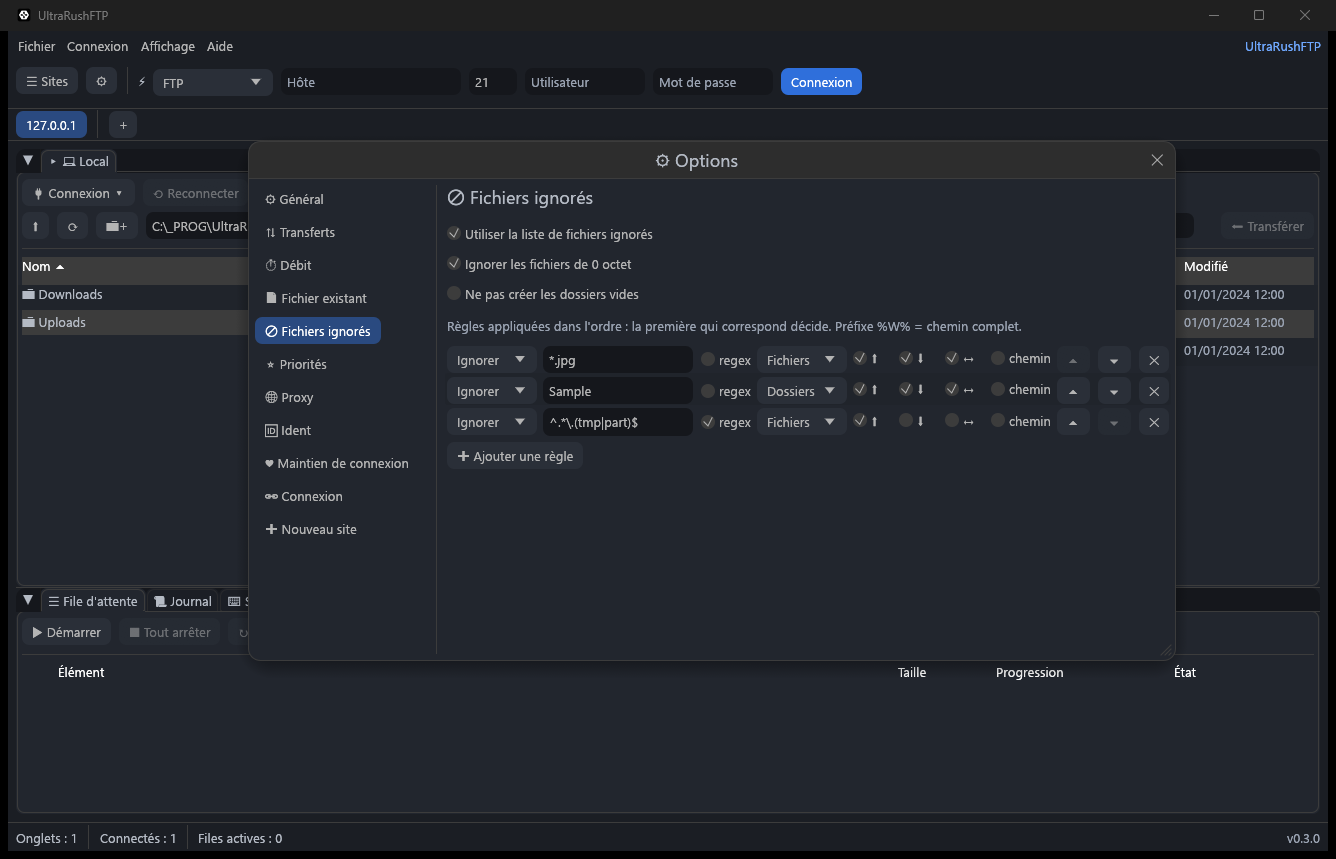 UltraRushFTP
Fichier Connexion Affichage Aide UltraRushFTP
Sites FTP Hôte 21 Utilisateur Mot de passe Connexion
127.0.0.1 +
Local
Options
Connexion Reconnecter
C:\_PROG\UltraR Transférer
Nom Modifié
Downloads 01/01/2024 12:00
Uploads 01/01/2024 12:00
01/01/2024 12:00
Général
Transferts
Débit
Fichier existant
Fichiers ignorés
Priorités
Proxy
ID Ident
Maintien de connexion
Connexion
Nouveau site
Fichiers ignorés
Utiliser la liste de fichiers ignorés
Ignorer les fichiers de 0 octet
Ne pas créer les dossiers vides
Règles appliquées dans l'ordre : la première qui correspond décide. Préfixe %W% = chemin complet.
Ignorer *.jpg regex Fichiers chemin
Ignorer Sample regex Dossiers chemin
Ignorer ^.*\.(tmp|part)$ regex Fichiers chemin
Ajouter une règle
File d'attente Journal S
Démarrer Tout arrêter
Élément Taille Progression État
Onglets : 1 Connectés : 1 Files actives : 0 v0.3.0